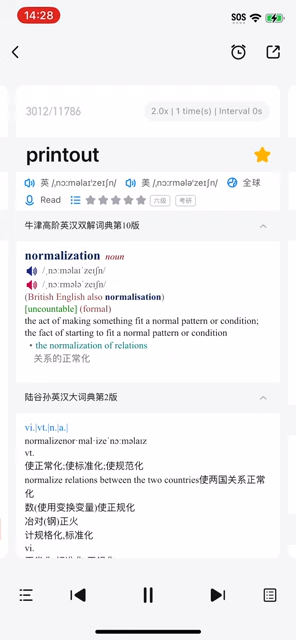 14:28
SOS
3012/11786
2.0x | 1 time(s) | Interval 0s
printout
英 /ˌnɔːməlaɪˈzeɪʃn/ 美 /ˌnɔːrmələˈzeɪʃn/ 全球
Read 六级 考研
牛津高阶英汉双解词典第10版
normalization noun
/ˌnɔːməlaɪˈzeɪʃn/
/ˌnɔːrmələˈzeɪʃn/
(British English also normalisation)
[uncountable] (formal)
the act of making something fit a normal pattern or condition;
the fact of starting to fit a normal pattern or condition
• the normalization of relations
关系的正常化
陆谷孙英汉大词典第2版
vi.|vt.|n.|a.|
normalizenor·mal·izeˈnɔːməlaɪz
vt.
使正常化;使标准化;使规范化
normalize relations between the two countries使两国关系正常
化
数(使用变换变量)使正规化
冶对(钢)正火
计规格化,标准化
vi.